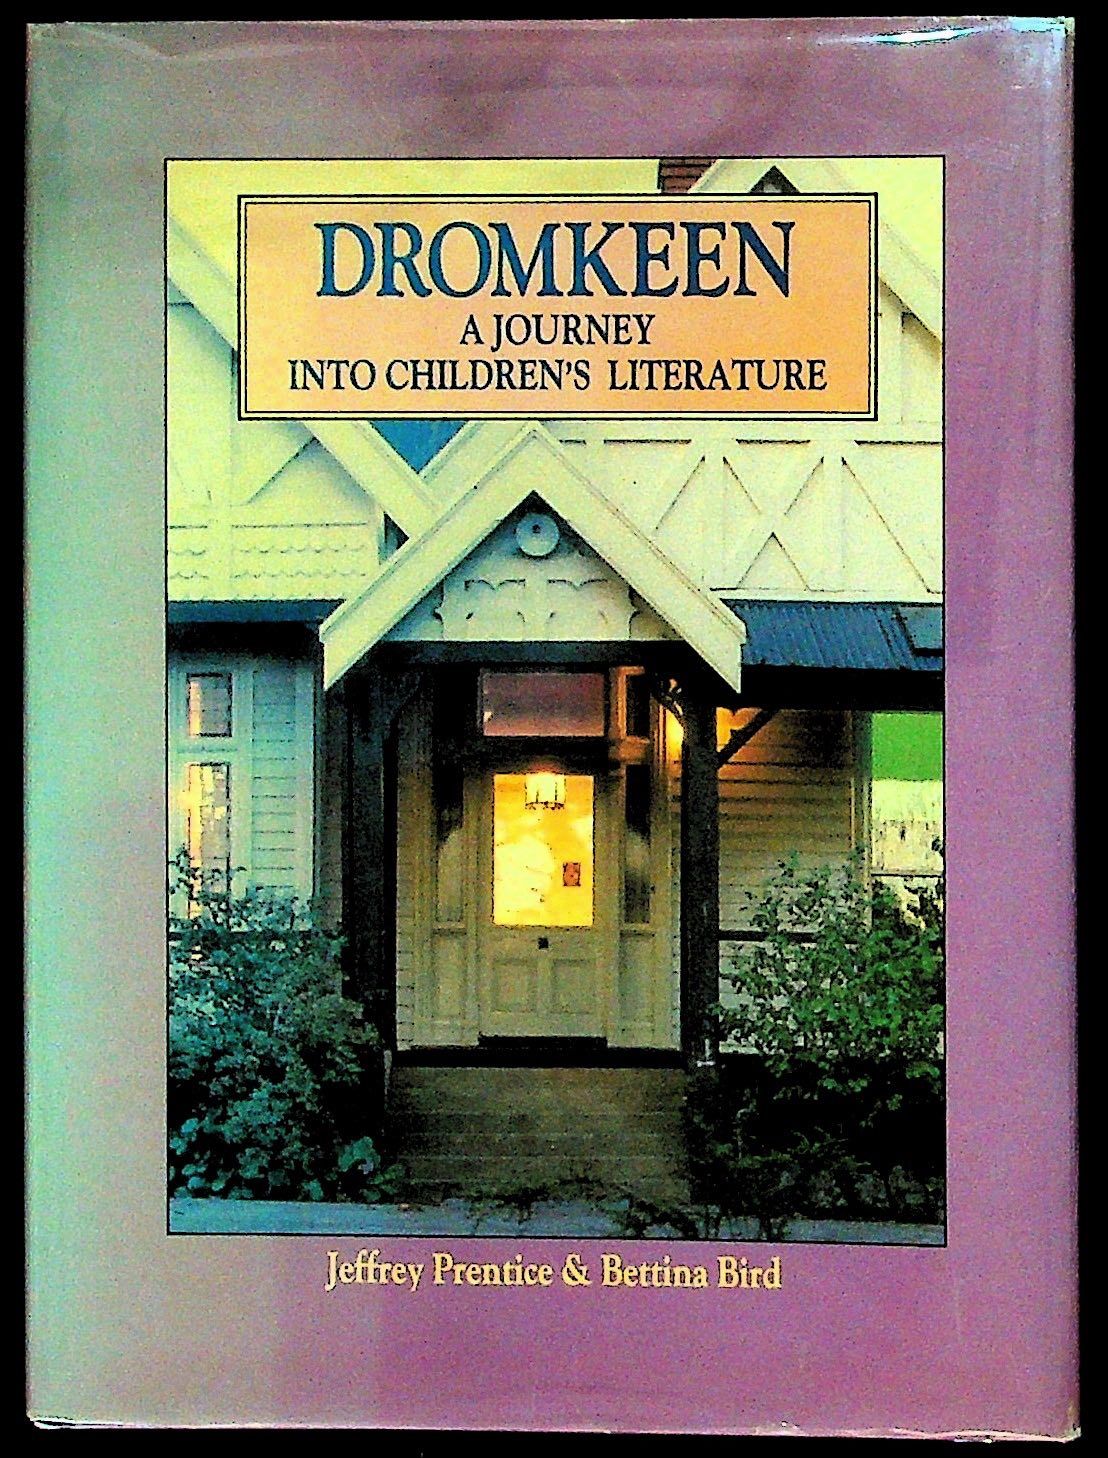 DROMKEEN
A JOURNEY
INTO CHILDREN'S LITERATURE
Jeffrey Prentice & Bettina Bird